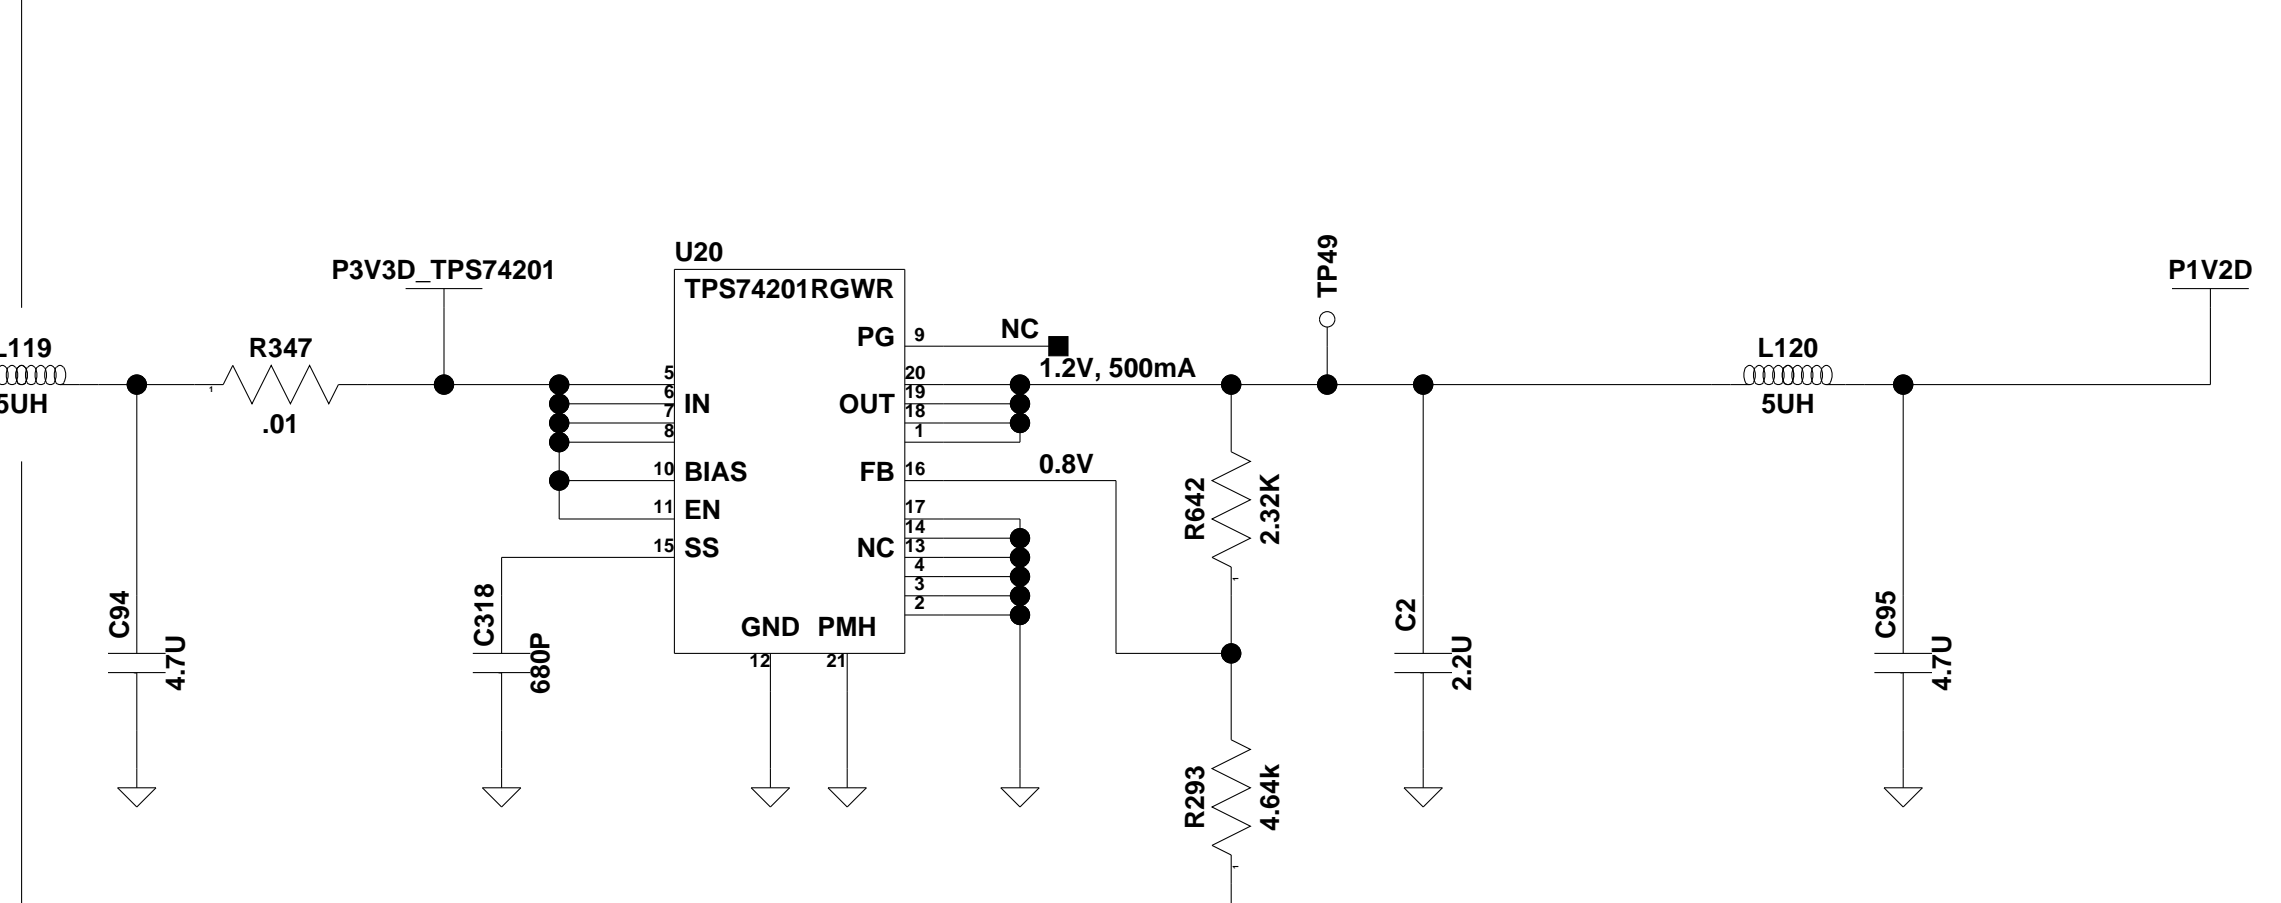 L119
5UH
C94
4.7U
1
R347
.01
P3V3D_TPS74201
C318
680P
U20
TPS74201RGWR
5
6
7
8
IN
10
BIAS
11
EN
15
SS
PG
9
NC
20
19
18
1
OUT
1.2V, 500mA
FB
16
0.8V
17
14
13
4
3
2
NC
GND
PMH
12
21
R642
2.32K
1
R293
4.64k
1
TP49
C2
2.2U
L120
5UH
C95
4.7U
P1V2D